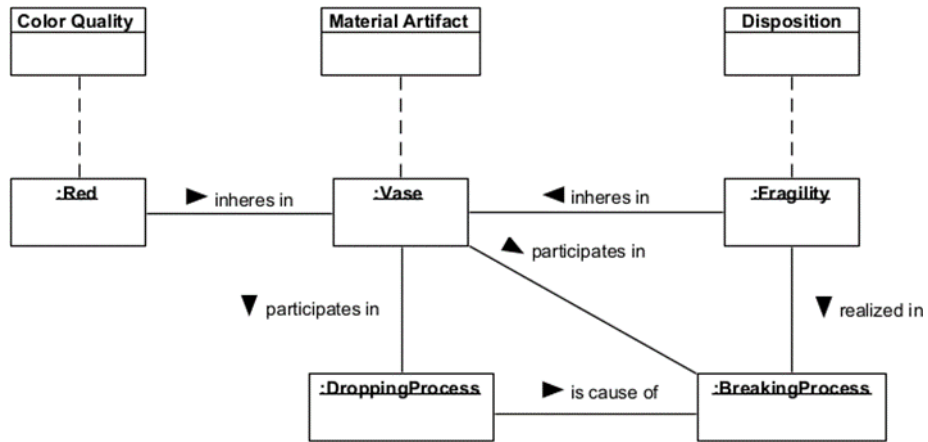 Color Quality
Material Artifact
Disposition
:Red
inheres in
:Vase
inheres in
:Fragility
participates in
participates in
realized in
:DroppingProcess
is cause of
:BreakingProcess